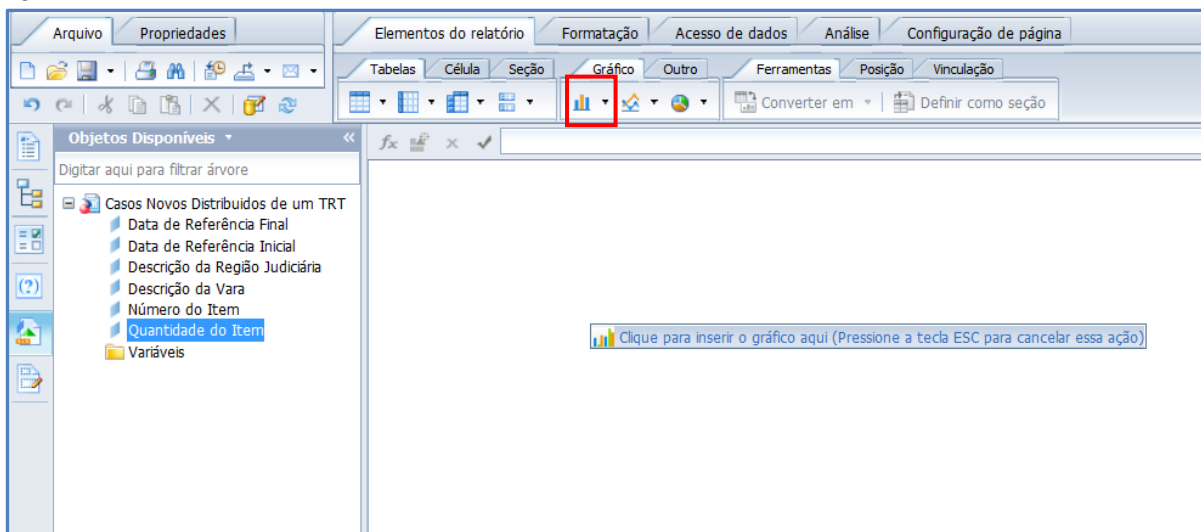 Arquivo Propriedades
Elementos do relatório Formatação Acesso de dados Análise Configuração de página
Tabelas Célula Seção Gráfico Outro Ferramentas Posição Vinculação
Converter em Definir como seção
Objetos Disponíveis
Digitar aqui para filtrar árvore
Casos Novos Distribuidos de um TRT
Data de Referência Final
Data de Referência Inicial
Descrição da Região Judiciária
Descrição da Vara
Número do Item
Quantidade do Item
Variáveis
fx
Clique para inserir o gráfico aqui (Pressione a tecla ESC para cancelar essa ação)